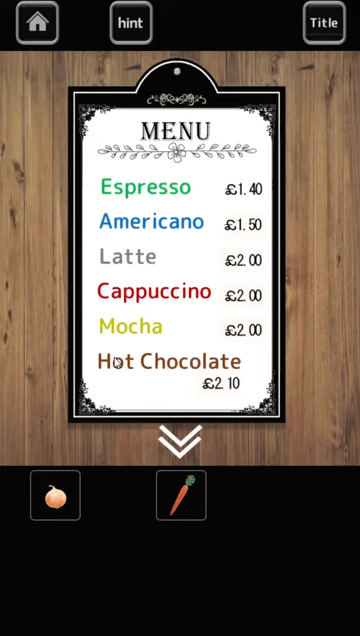 hint
Title
MENU
Espresso £1.40
Americano £1.50
Latte £2.00
Cappuccino £2.00
Mocha £2.00
Hot Chocolate
£2.10